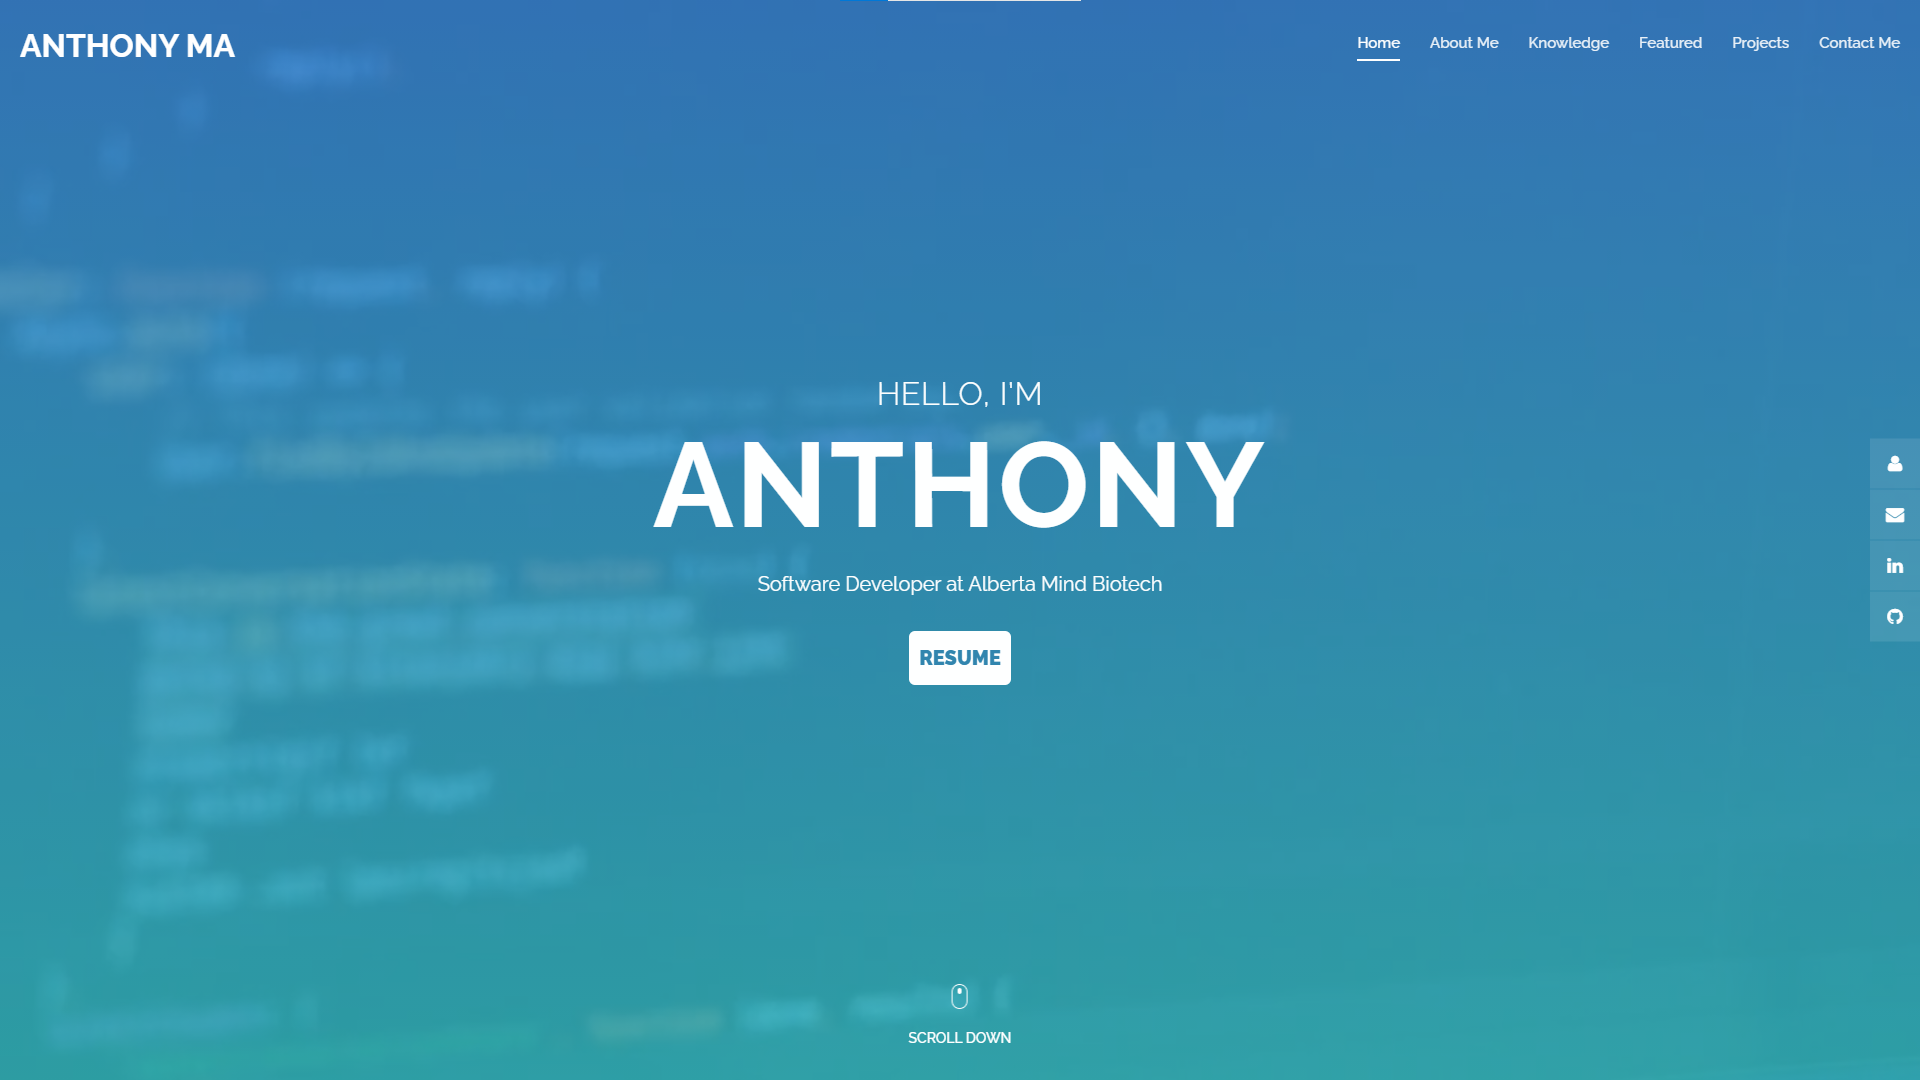 ANTHONY MA
Home About Me Knowledge Featured Projects Contact Me
HELLO, I'M
ANTHONY
Software Developer at Alberta Mind Biotech
RESUME
SCROLL DOWN